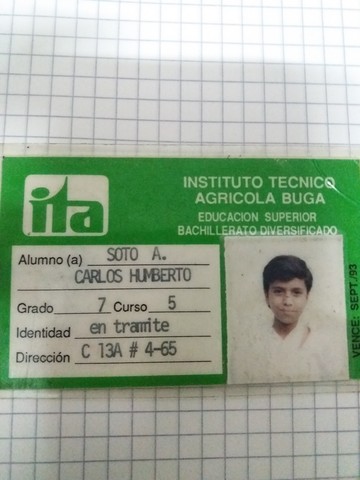 ita
INSTITUTO TECNICO
AGRICOLA BUGA
EDUCACION SUPERIOR
BACHILLERATO DIVERSIFICADO
Alumno (a) SOTO A.
CARLOS HUMBERTO
Grado 7 Curso 5
Identidad en tramite
Dirección C 13A # 4-65
VENCE: SEPT./93